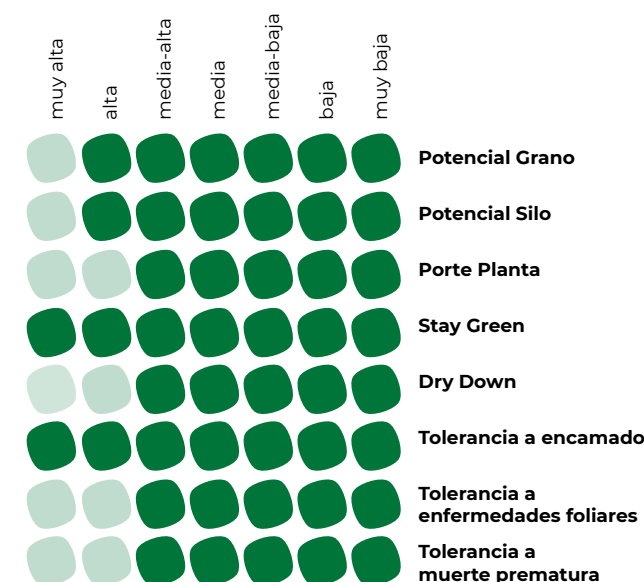 muy alta
alta
media-alta
media
media-baja
baja
muy baja
Potencial Grano
Potencial Silo
Porte Planta
Stay Green
Dry Down
Tolerancia a encamado
Tolerancia a
enfermedades foliares
Tolerancia a
muerte prematura